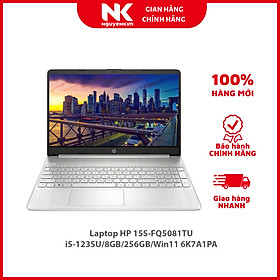 NK
NGUYENKIM
GIAN HÀNG
CHÍNH HÃNG
100%
HÀNG MỚI
Bảo hành
CHÍNH HÃNG
Giao hàng
NHANH
Laptop HP 15S-FQ5081TU
i5-1235U/8GB/256GB/Win11 6K7A1PA